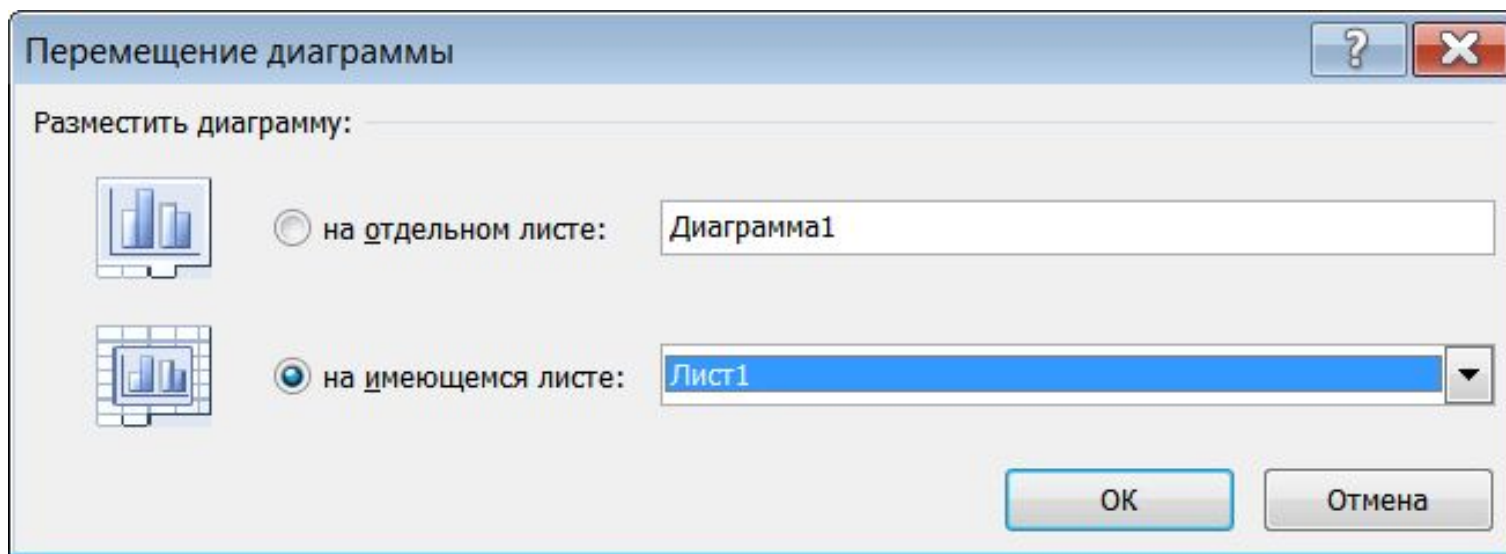 Перемещение диаграммы
Разместить диаграмму:
на отдельном листе: Диаграмма1
на имеющемся листе: Лист1
ОК Отмена